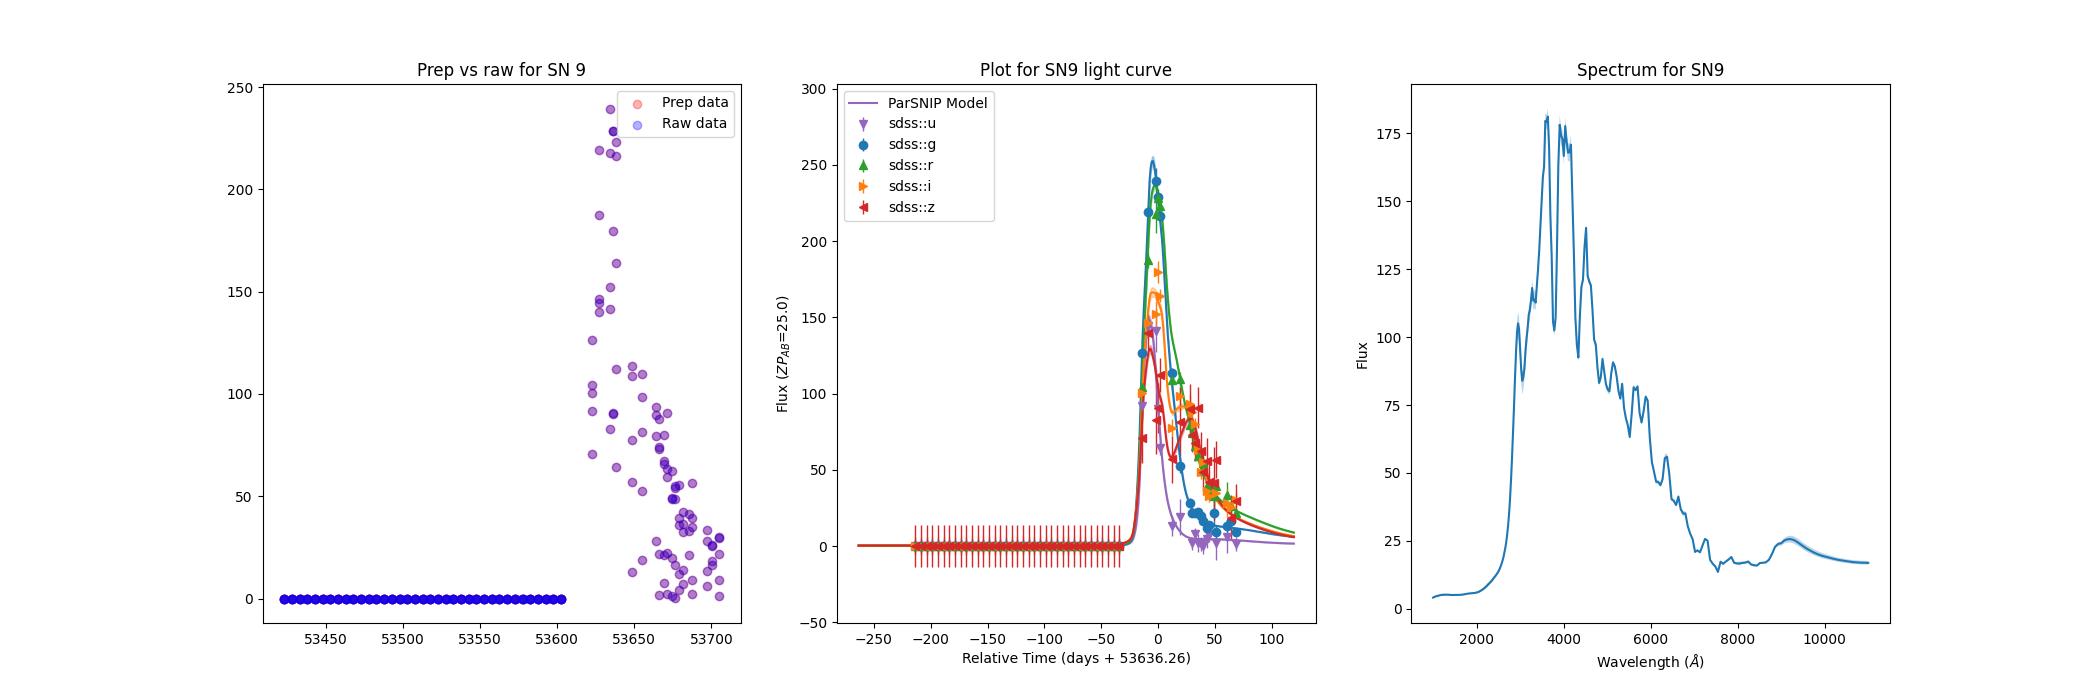 Prep vs raw for SN 9
250
200
150
100
50
0
53450 53500 53550 53600 53650 53700
Prep data
Raw data
Plot for SN9 light curve
Flux (ZP_AB=25.0)
300
250
200
150
100
50
0
−50
−250 −200 −150 −100 −50 0 50 100
Relative Time (days + 53636.26)
ParSNIP Model
sdss::u
sdss::g
sdss::r
sdss::i
sdss::z
Spectrum for SN9
Flux
175
150
125
100
75
50
25
0
2000 4000 6000 8000 10000
Wavelength (Å)